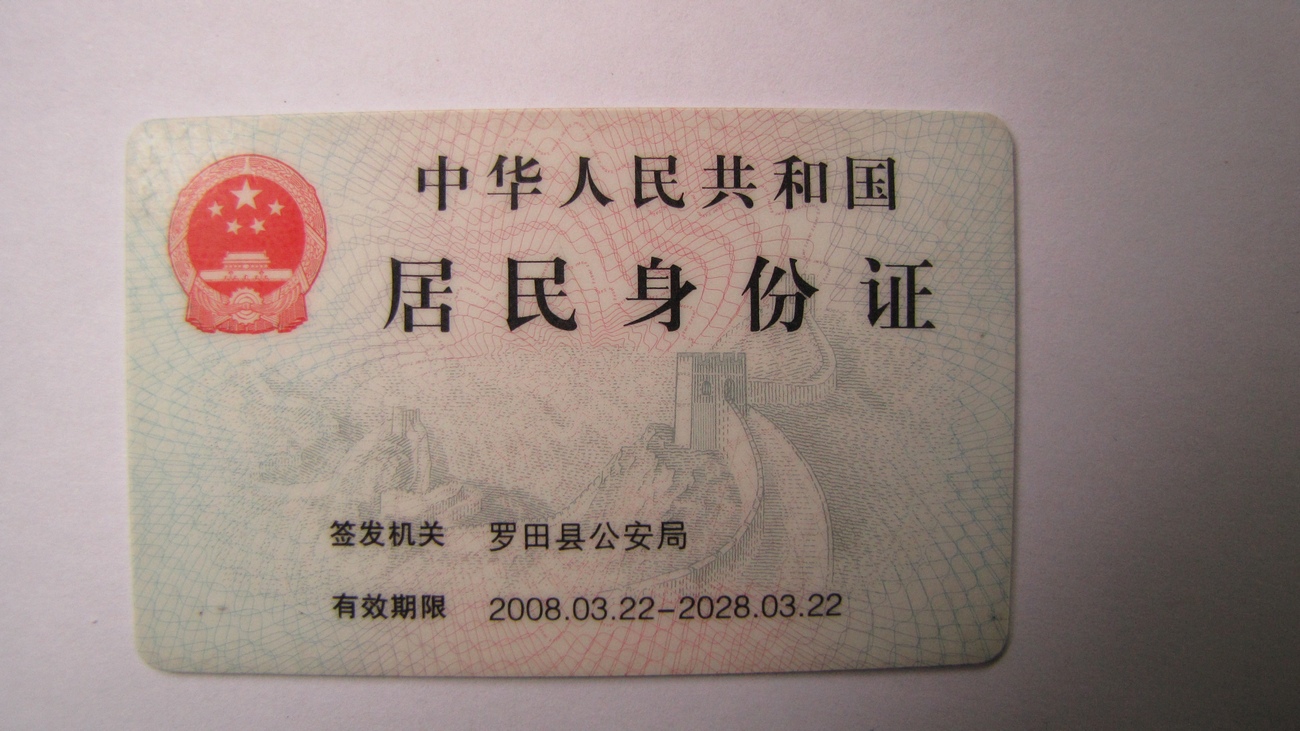 中华人民共和国
居民身份证
签发机关 罗田县公安局
有效期限 2008.03.22-2028.03.22